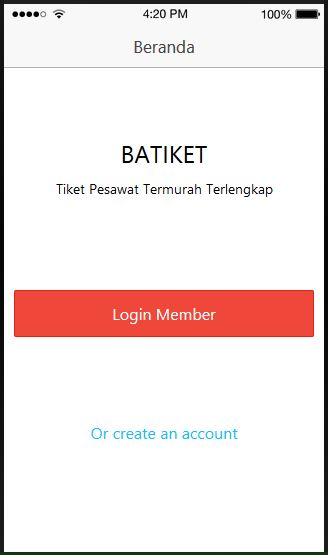 4:20 PM 100%
Beranda
BATIKET
Tiket Pesawat Termurah Terlengkap
Login Member
Or create an account